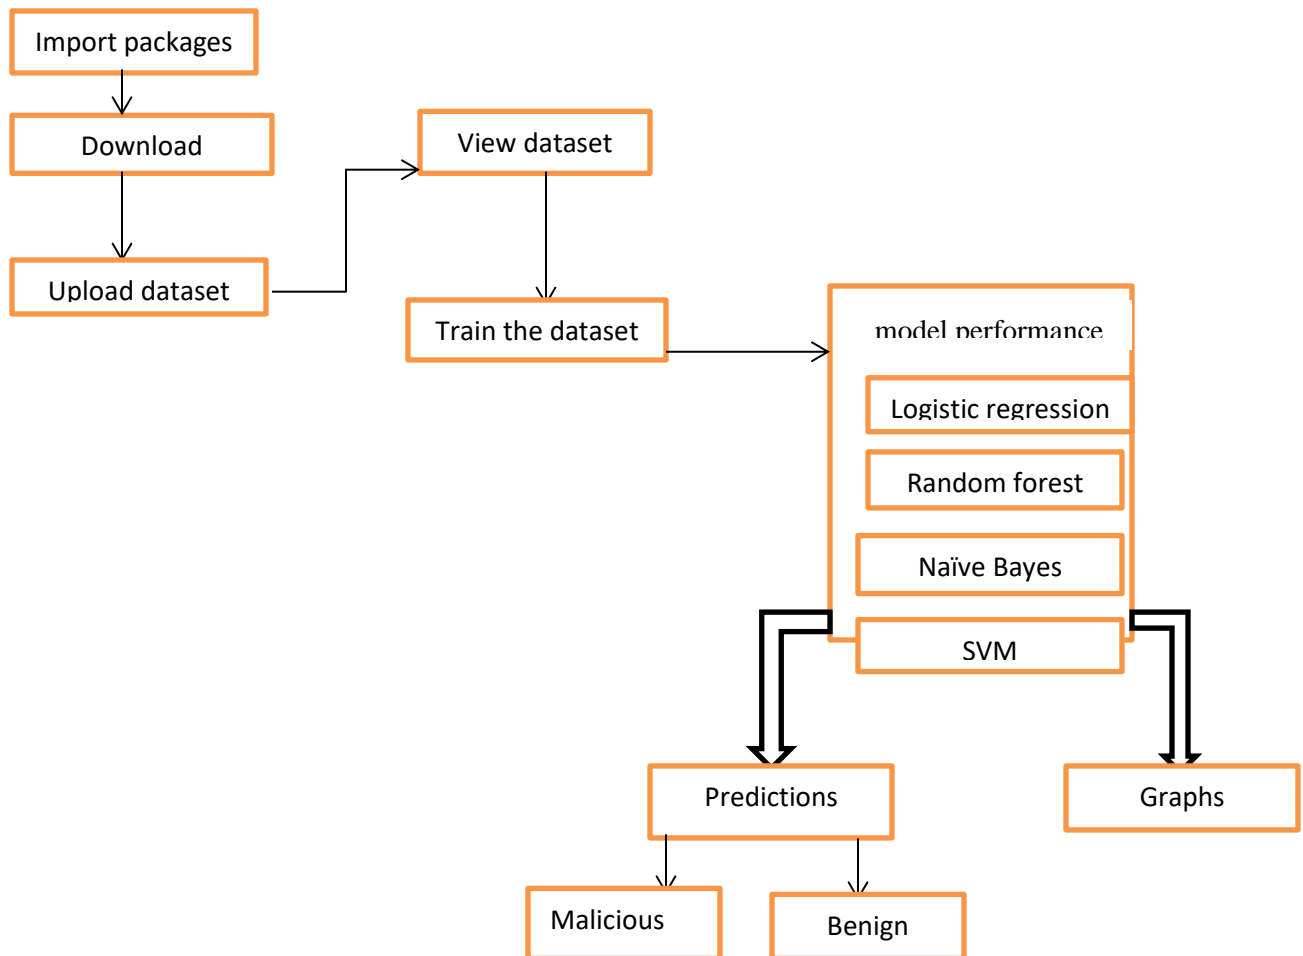 Import packages
Download
Upload dataset
View dataset
Train the dataset
model performance
Logistic regression
Random forest
Naïve Bayes
SVM
Predictions
Graphs
Malicious
Benign